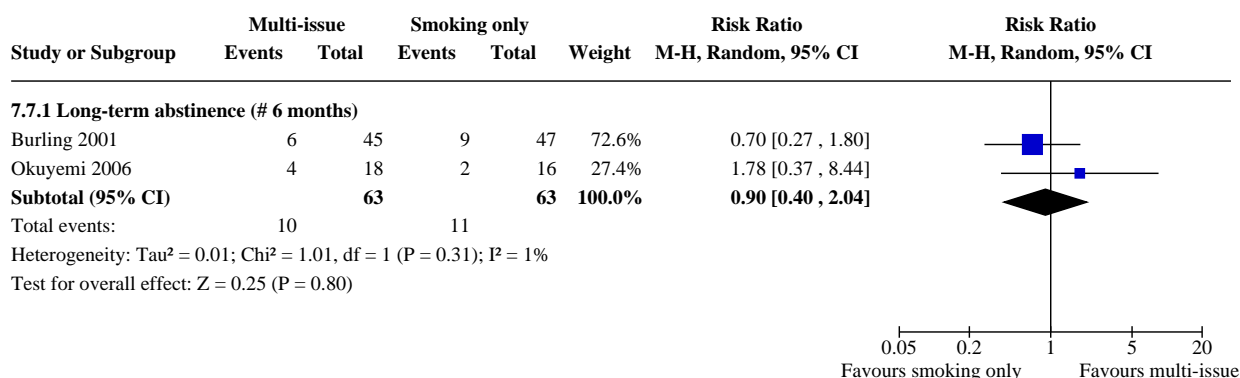 Multi-issue Smoking only Risk Ratio Risk Ratio
Study or Subgroup Events Total Events Total Weight M-H, Random, 95% CI M-H, Random, 95% CI
7.7.1 Long-term abstinence (# 6 months)
Burling 2001 6 45 9 47 72.6% 0.70 [0.27 , 1.80]
Okuyemi 2006 4 18 2 16 27.4% 1.78 [0.37 , 8.44]
Subtotal (95% CI) 63 63 100.0% 0.90 [0.40 , 2.04]
Total events: 10 11
Heterogeneity: Tau² = 0.01; Chi² = 1.01, df = 1 (P = 0.31); I² = 1%
Test for overall effect: Z = 0.25 (P = 0.80)
0.05 0.2 1 5 20
Favours smoking only Favours multi-issue